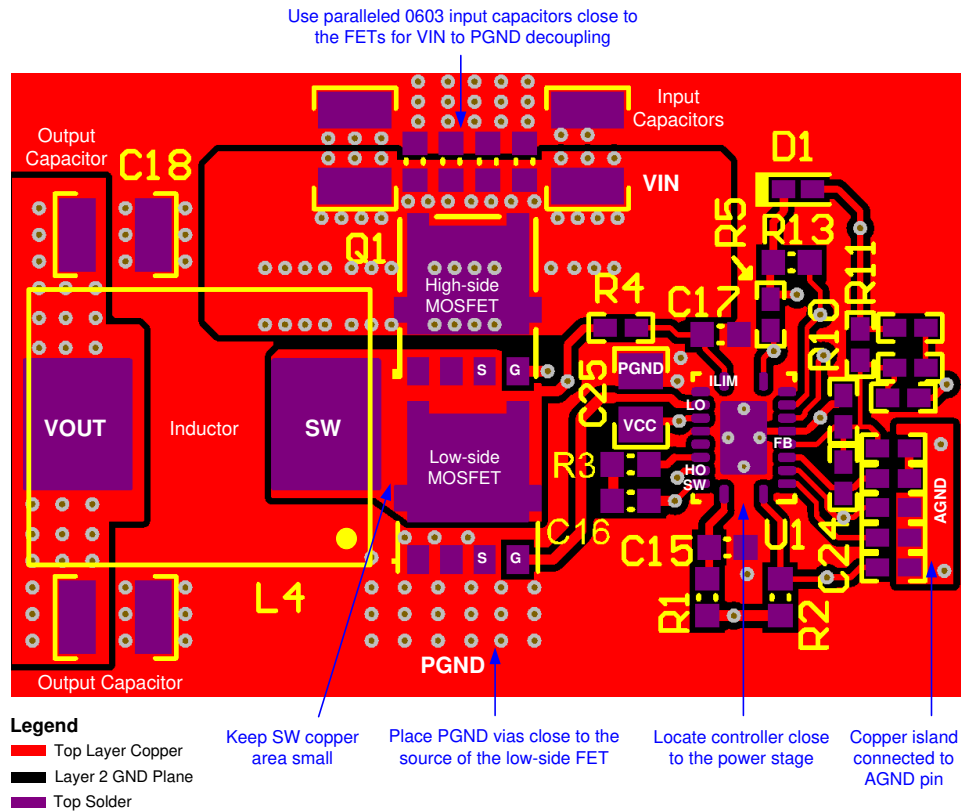 Use paralleled 0603 input capacitors close to
the FETs for VIN to PGND decoupling
Output
Capacitor
C18
Input
Capacitors
VIN
D1
R5
R13
Q1
High-side
MOSFET
R4
C17
R10
R11
S
G
C25
PGND
ILIM
LO
VCC
FB
VOUT
Inductor
SW
Low-side
MOSFET
R3
HO
SW
AGND
S
G
C16
C15
U1
C24
L4
R1
R2
PGND
Output Capacitor
Legend
Top Layer Copper
Layer 2 GND Plane
Top Solder
Keep SW copper
area small
Place PGND vias close to the
source of the low-side FET
Locate controller close
to the power stage
Copper island
connected to
AGND pin